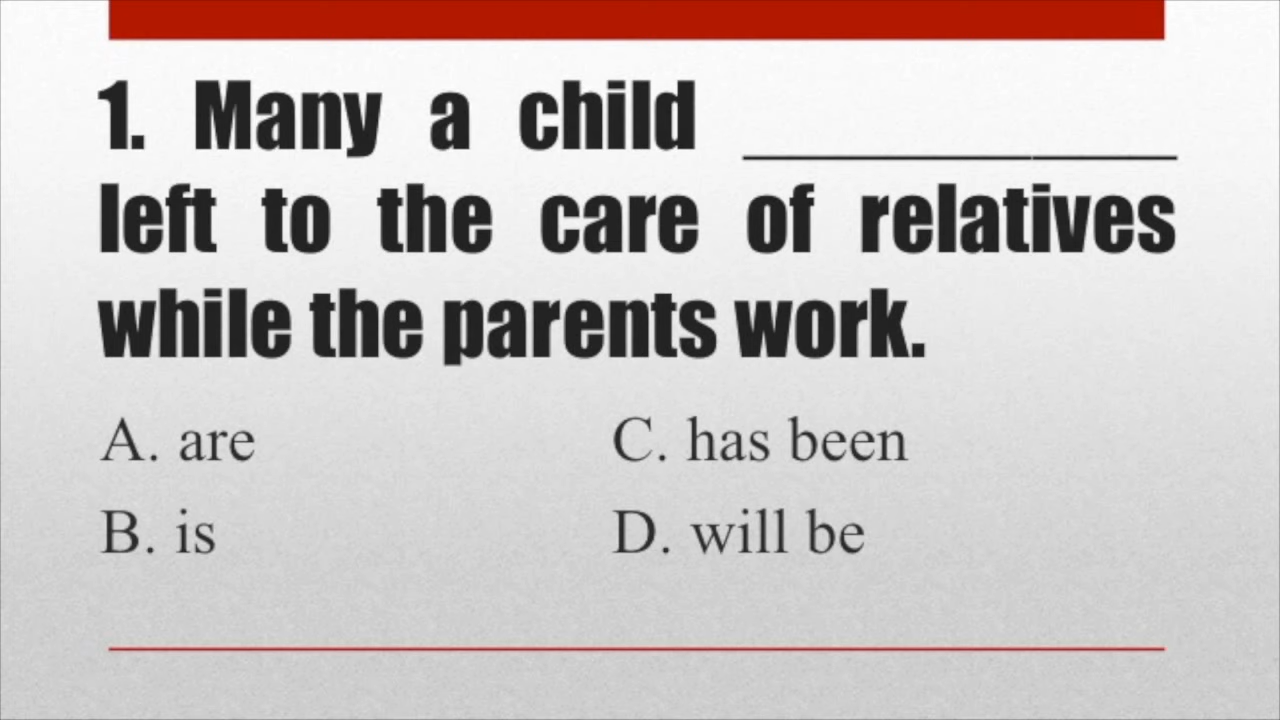 1. Many a child ____________
left to the care of relatives
while the parents work.
A. are
B. is
C. has been
D. will be